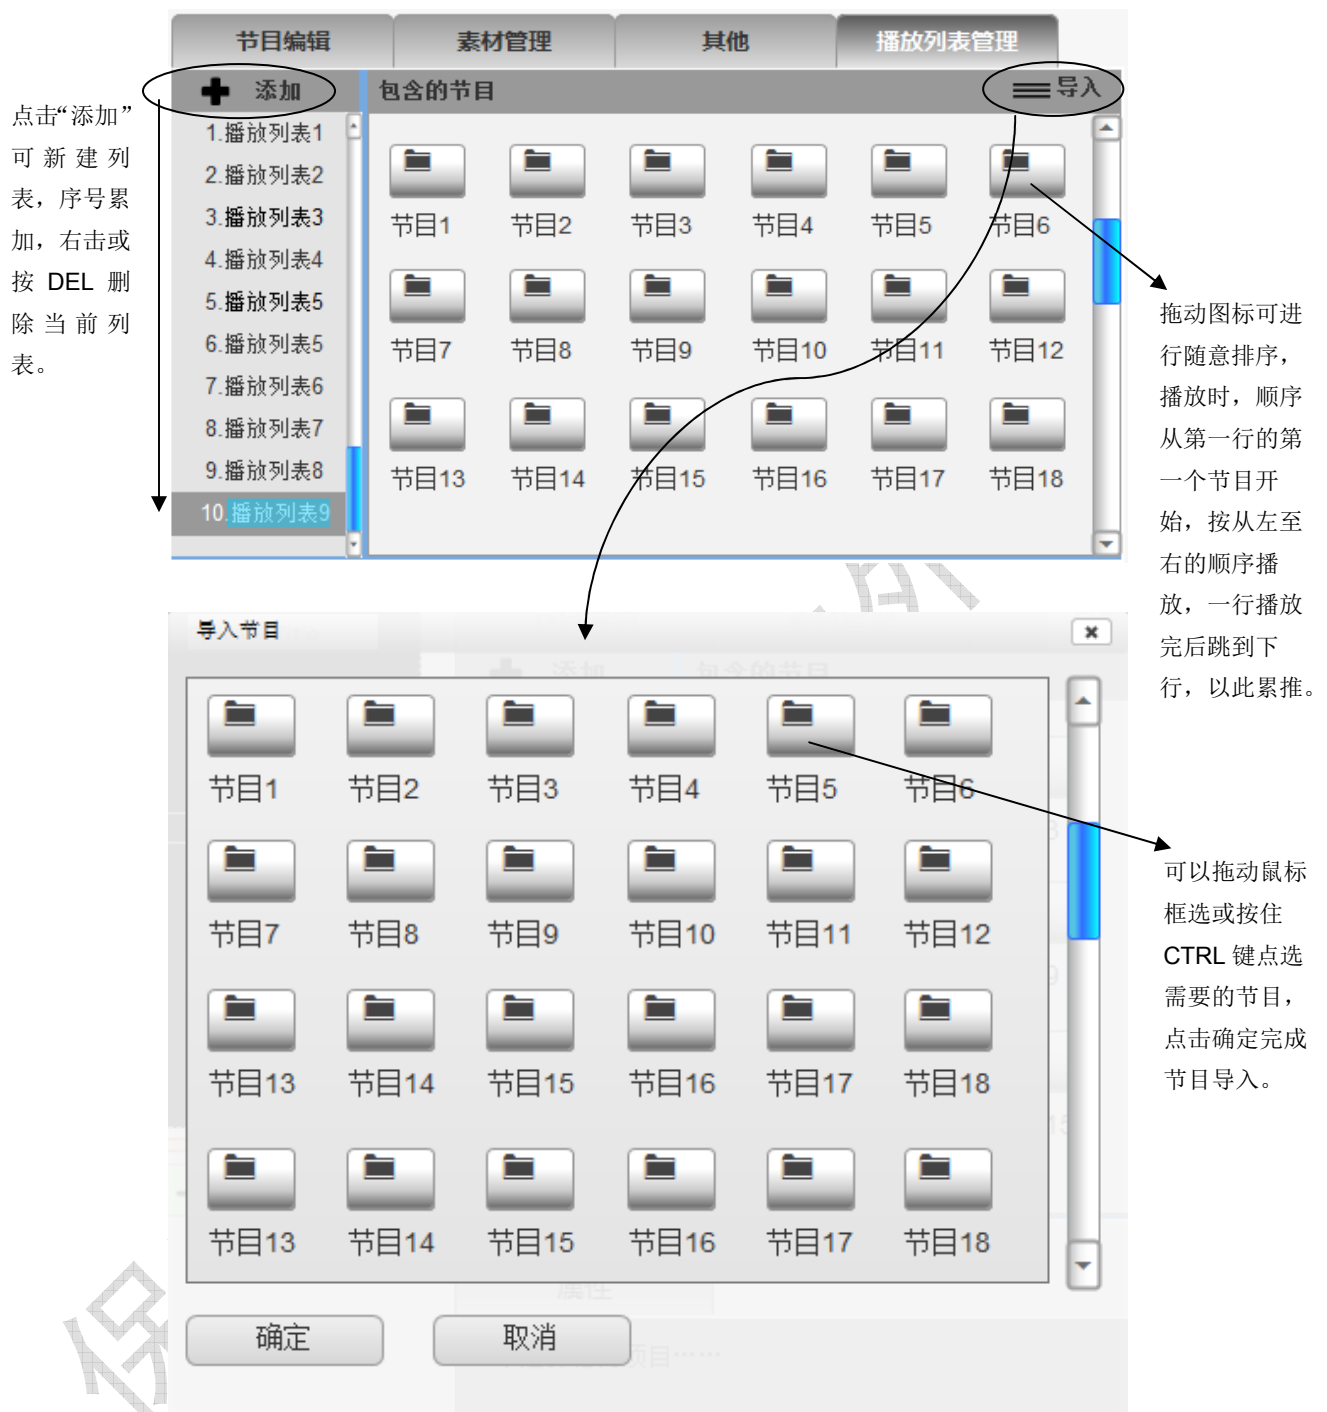 节目编辑 素材管理 其他 播放列表管理
添加 包含的节目 导入
点击“添加”
可新建列
表，序号累
加，右击或
按 DEL 删
除当前列
表。
1.播放列表1
2.播放列表2
3.播放列表3
4.播放列表4
5.播放列表5
6.播放列表5
7.播放列表6
8.播放列表7
9.播放列表8
10.播放列表9
节目1 节目2 节目3 节目4 节目5 节目6
节目7 节目8 节目9 节目10 节目11 节目12
节目13 节目14 节目15 节目16 节目17 节目18
拖动图标可进
行随意排序，
播放时，顺序
从第一行的第
一个节目开
始，按从左至
右的顺序播
放，一行播放
完后跳到下
行，以此累推。
导入节目
添加 包含的节目
节目1 节目2 节目3 节目4 节目5 节目6
节目7 节目8 节目9 节目10 节目11 节目12
节目13 节目14 节目15 节目16 节目17 节目18
节目13 节目14 节目15 节目16 节目17 节目18
可以拖动鼠标
框选或按住
CTRL 键点选
需要的节目，
点击确定完成
节目导入。
属性
确定 取消
项目……
保